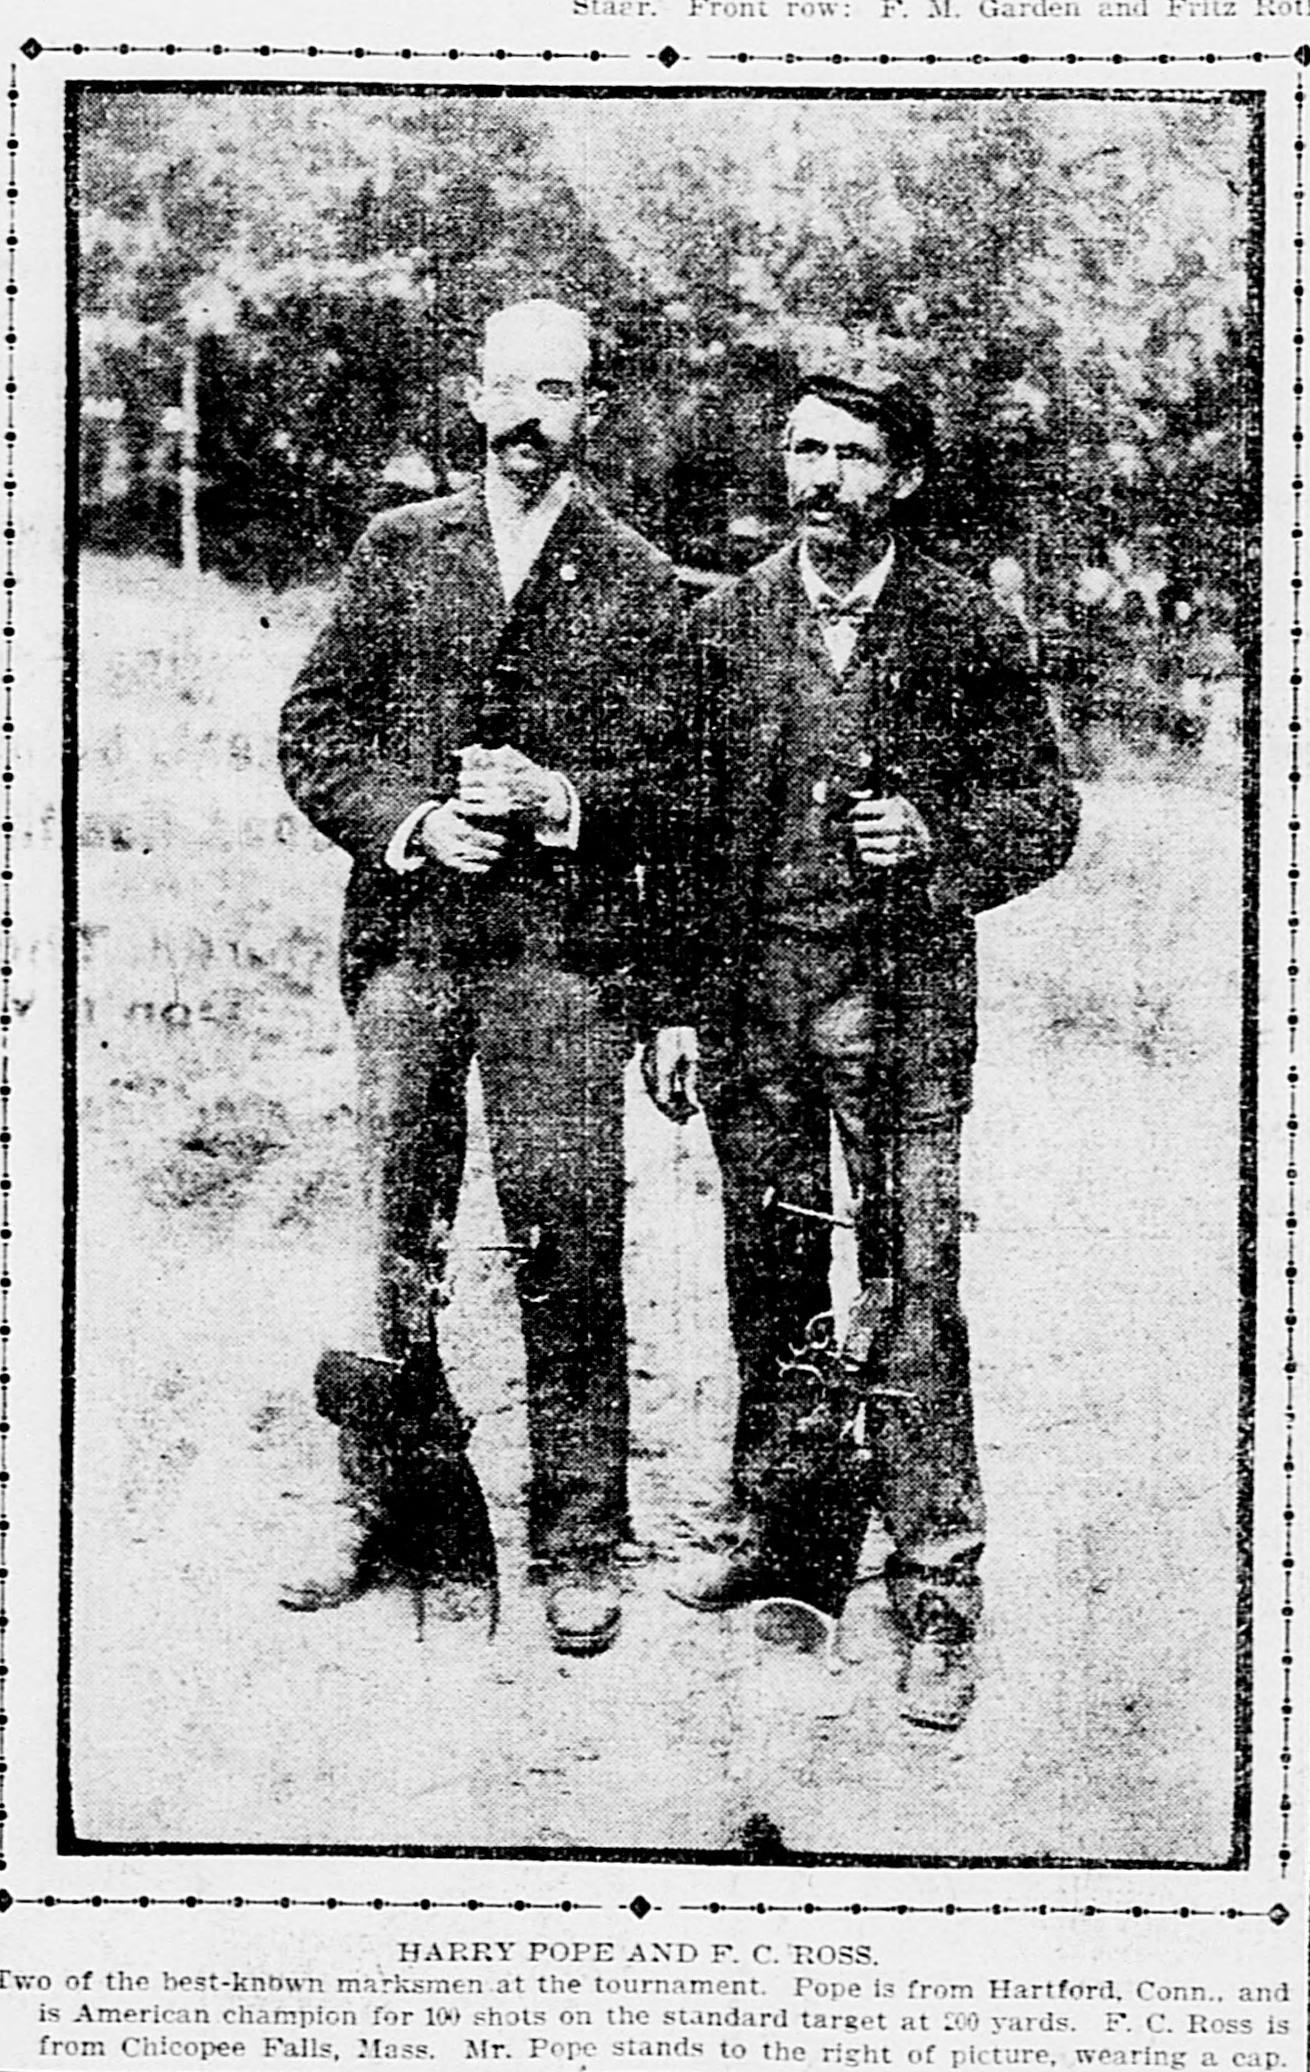 Staer. Front row: F. M. Garden and Fritz Rot
HARRY POPE AND F. C. ROSS.
Two of the best-known marksmen at the tournament. Pope is from Hartford, Conn., and
is American champion for 100 shots on the standard target at 200 yards. F. C. Ross is
from Chicopee Falls, Mass. Mr. Pope stands to the right of picture, wearing a cap.